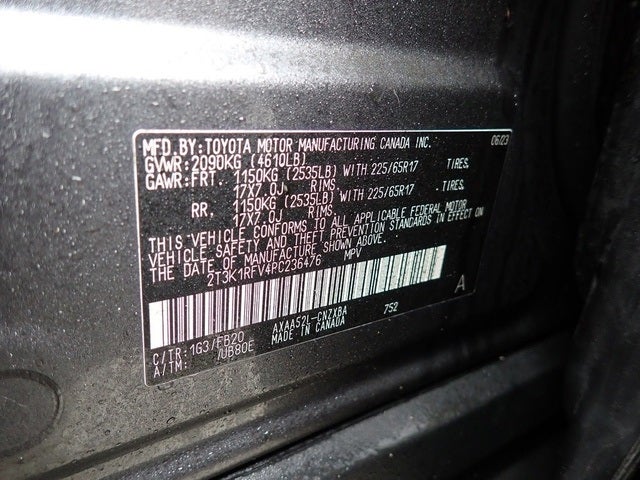 MFD.BY:TOYOTA MOTOR MANUFACTURING CANADA INC. 06/23
GVWR:2090KG (4610LB)
GAWR:FRT. 1150KG (2535LB) WITH 225/65R17 TIRES,
17X7.0J RIMS,
RR. 1150KG (2535LB) WITH 225/65R17 TIRES,
17X7.0J RIMS,
THIS VEHICLE CONFORMS TO ALL APPLICABLE FEDERAL MOTOR
VEHICLE SAFETY AND THEFT PREVENTION STANDARDS IN EFFECT ON
THE DATE OF MANUFACTURE SHOWN ABOVE.
2T3K1RFV4PC236476 MPV
A
C/TR:1G3/FB20 AXAA52L-CNZXBA 752
A/TM: /UB80E MADE IN CANADA